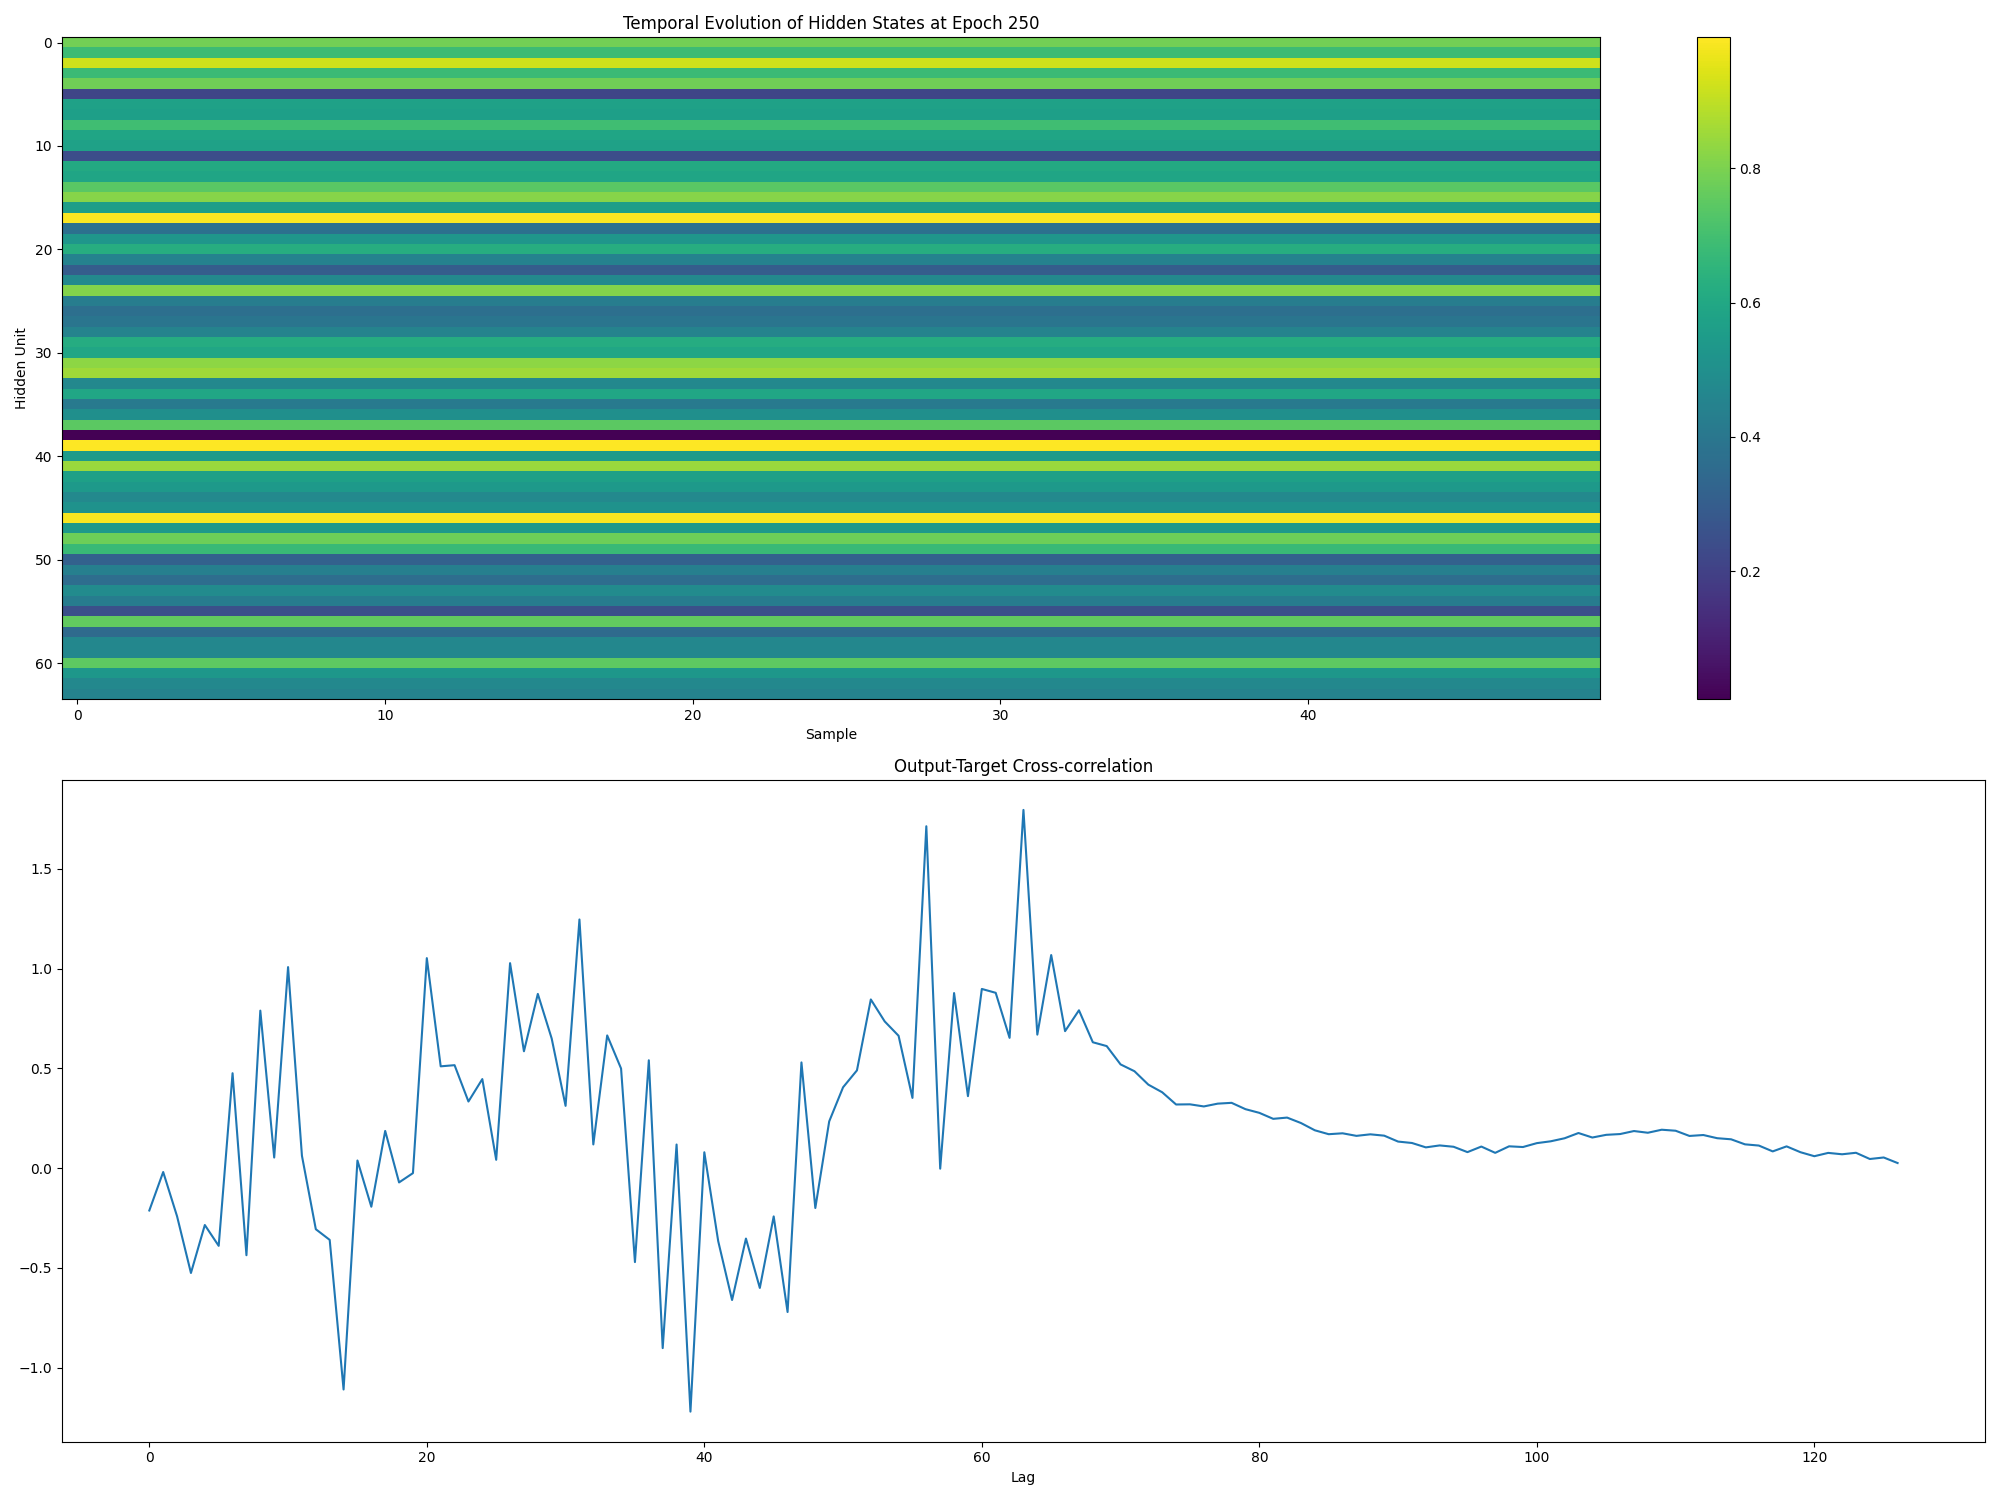 Temporal Evolution of Hidden States at Epoch 250
0
10
20
30
40
50
60
Hidden Unit
0 10 20 30 40
Sample
0.8
0.6
0.4
0.2
Output-Target Cross-correlation
1.5
1.0
0.5
0.0
−0.5
−1.0
0 20 40 60 80 100 120
Lag